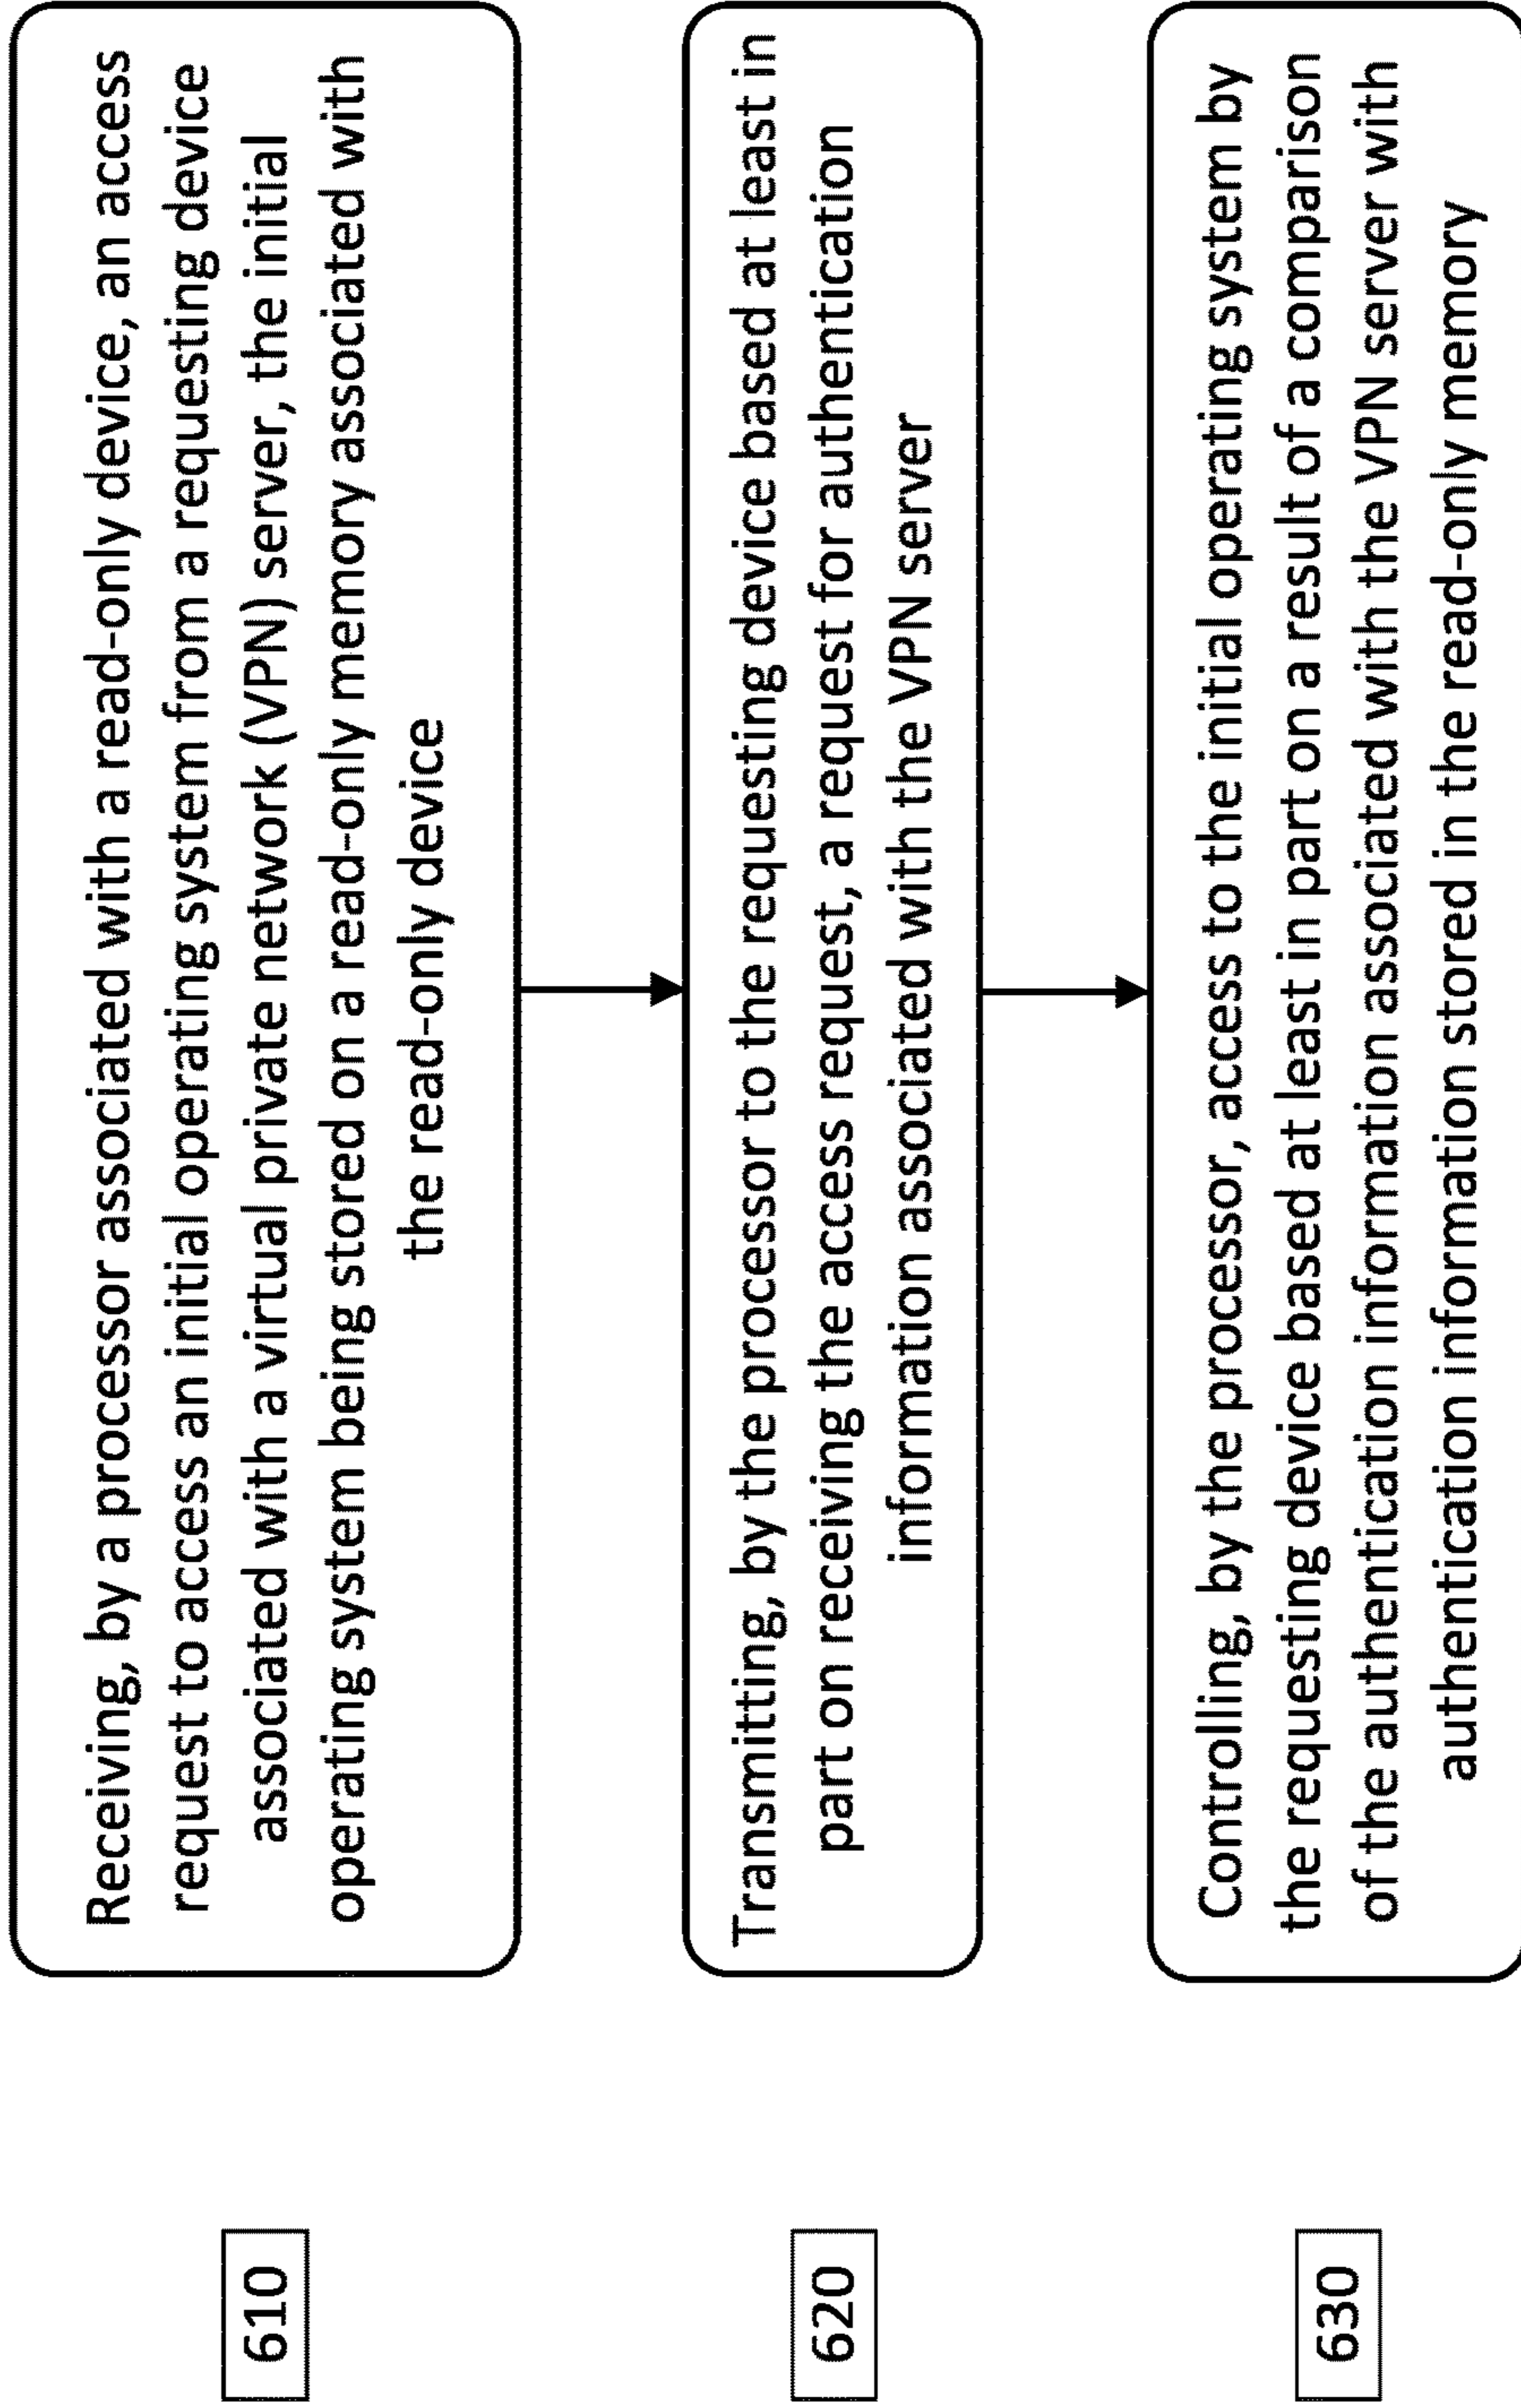 610
Receiving, by a processor associated with a read-only device, an access
request to access an initial operating system from a requesting device
associated with a virtual private network (VPN) server, the initial
operating system being stored on a read-only memory associated with
the read-only device
620
Transmitting, by the processor to the requesting device based at least in
part on receiving the access request, a request for authentication
information associated with the VPN server
630
Controlling, by the processor, access to the initial operating system by
the requesting device based at least in part on a result of a comparison
of the authentication information associated with the VPN server with
authentication information stored in the read-only memory